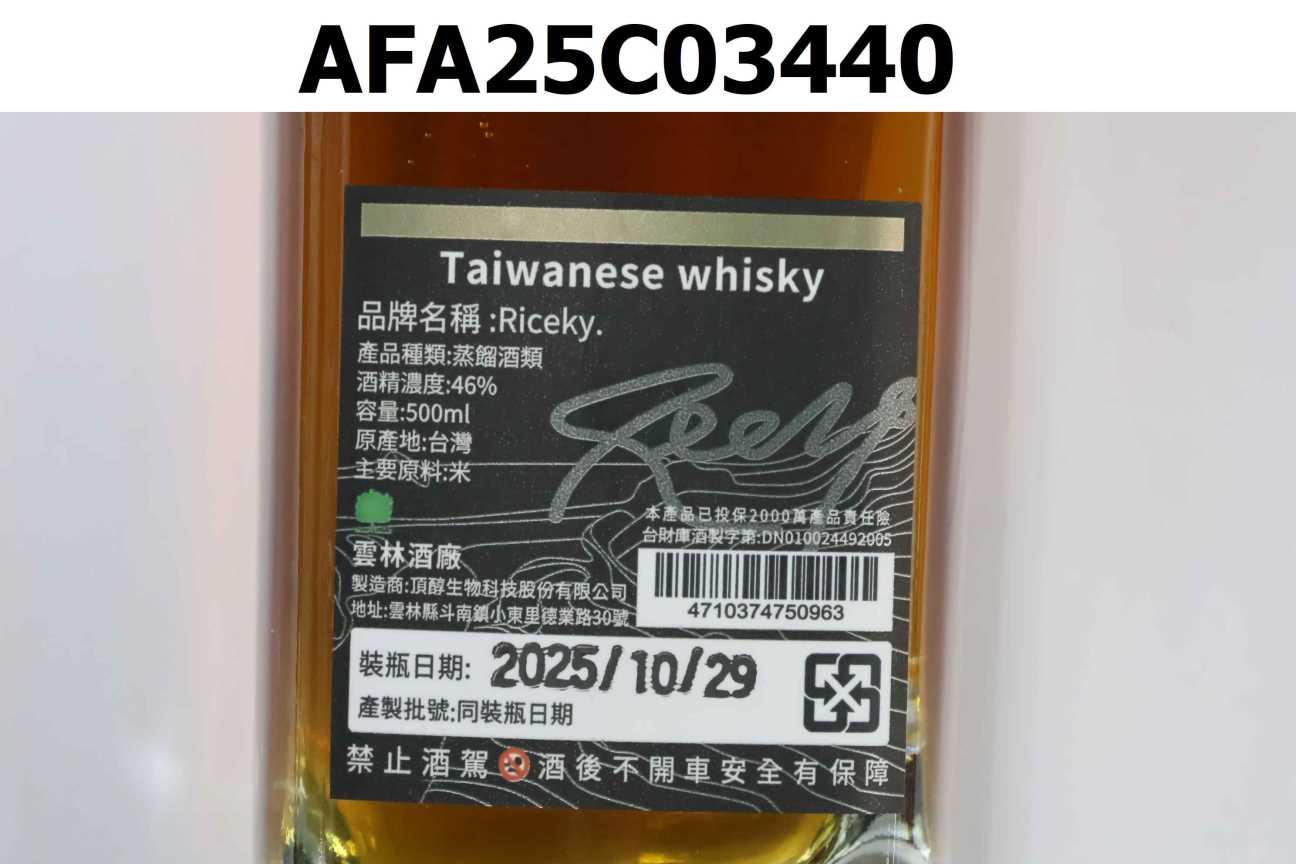 AFA25C03440
Taiwanese whisky
品牌名稱:Riceky.
產品種類:蒸餾酒類
酒精濃度:46%
容量:500ml
原產地:台灣
主要原料:米
本產品已投保2000萬產品責任險
台財庫酒製字第:DN010024492005
雲林酒廠
製造商:頂醇生物科技股份有限公司
地址:雲林縣斗南鎮小東里德業路30號
4710374750963
裝瓶日期: 2025/10/29
產製批號:同裝瓶日期
禁止酒駕 酒後不開車安全有保障